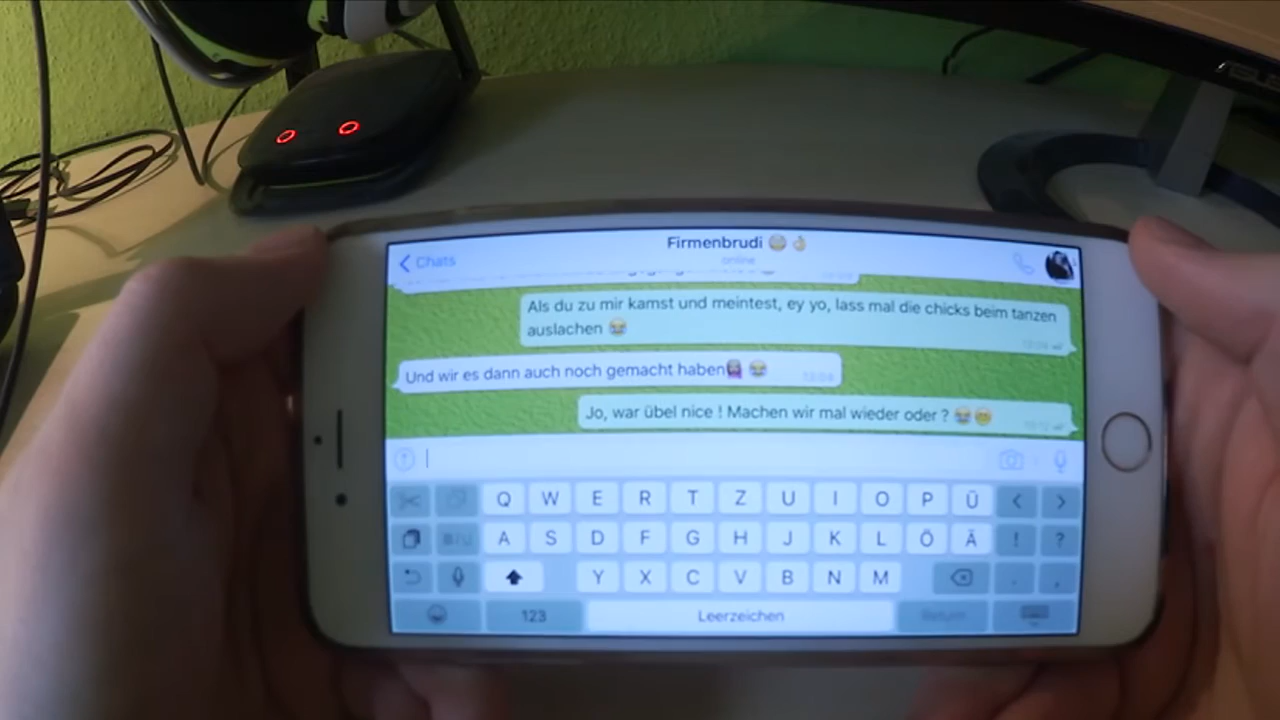 ASUS
Firmenbrudi
Chats
online
Als du zu mir kamst und meintest, ey yo, lass mal die chicks beim tanzen
auslachen 😂
Und wir es dann auch noch gemacht haben 😂
Jo, war übel nice ! Machen wir mal wieder oder ? 😂😊
Q W E R T Z U I O P Ü < >
A S D F G H J K L Ö Ä ! ?
Y X C V B N M . ,
123 Leerzeichen